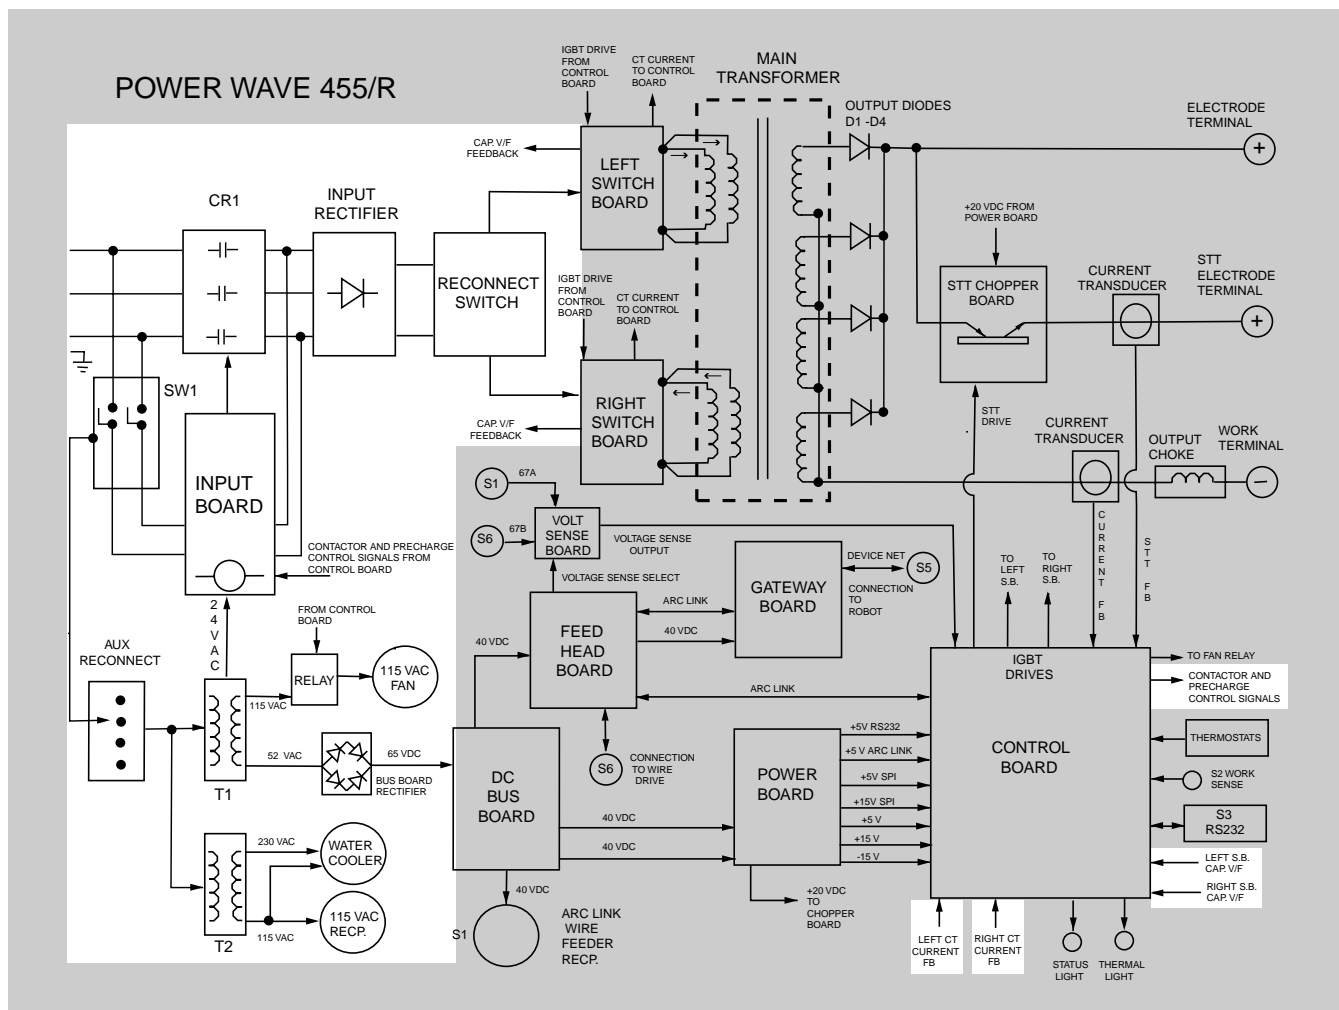 POWER WAVE 455/R
IGBT DRIVE
FROM
CONTROL
BOARD
CT CURRENT
TO CONTROL
BOARD
MAIN
TRANSFORMER
OUTPUT DIODES
D1 -D4
ELECTRODE
TERMINAL
+
CAP. V/F
FEEDBACK
LEFT
SWITCH
BOARD
CR1
INPUT
RECTIFIER
RECONNECT
SWITCH
+20 VDC FROM
POWER BOARD
STT CHOPPER
BOARD
CURRENT
TRANSDUCER
STT
ELECTRODE
TERMINAL
+
IGBT DRIVE
FROM
CONTROL
BOARD
CT CURRENT
TO CONTROL
BOARD
RIGHT
SWITCH
BOARD
CAP. V/F
FEEDBACK
SW1
INPUT
BOARD
STT
DRIVE
CURRENT
TRANSDUCER
OUTPUT
CHOKE
WORK
TERMINAL
S1
67A
S6
67B
VOLT
SENSE
BOARD
VOLTAGE SENSE
OUTPUT
VOLTAGE SENSE SELECT
CONTACTOR AND PRECHARGE
CONTROL SIGNALS FROM
CONTROL BOARD
24VAC
FEED
HEAD
BOARD
ARC LINK
40 VDC
GATEWAY
BOARD
DEVICE NET
CONNECTION
TO
ROBOT
S5
TO
LEFT
S.B.
TO
RIGHT
S.B.
CURRENT FB
STT FB
AUX
RECONNECT
FROM CONTROL
BOARD
RELAY
115 VAC
FAN
115 VAC
40 VDC
ARC LINK
IGBT
DRIVES
TO FAN RELAY
CONTACTOR AND
PRECHARGE
CONTROL SIGNALS
52 VAC
65 VDC
BUS BOARD
RECTIFIER
T1
S6
CONNECTION
TO WIRE
DRIVE
DC
BUS
BOARD
POWER
BOARD
+5V RS232
+5 V ARC LINK
+5V SPI
+15V SPI
+5 V
+15 V
-15 V
CONTROL
BOARD
THERMOSTATS
S2 WORK
SENSE
S3
RS232
LEFT S.B.
CAP. V/F
RIGHT S.B.
CAP. V/F
40 VDC
40 VDC
230 VAC
WATER
COOLER
115 VAC
RECP.
115 VAC
T2
40 VDC
S1
ARC LINK
WIRE
FEEDER
RECP.
+20 VDC
TO
CHOPPER
BOARD
LEFT CT
CURRENT
FB
RIGHT CT
CURRENT
FB
STATUS
LIGHT
THERMAL
LIGHT